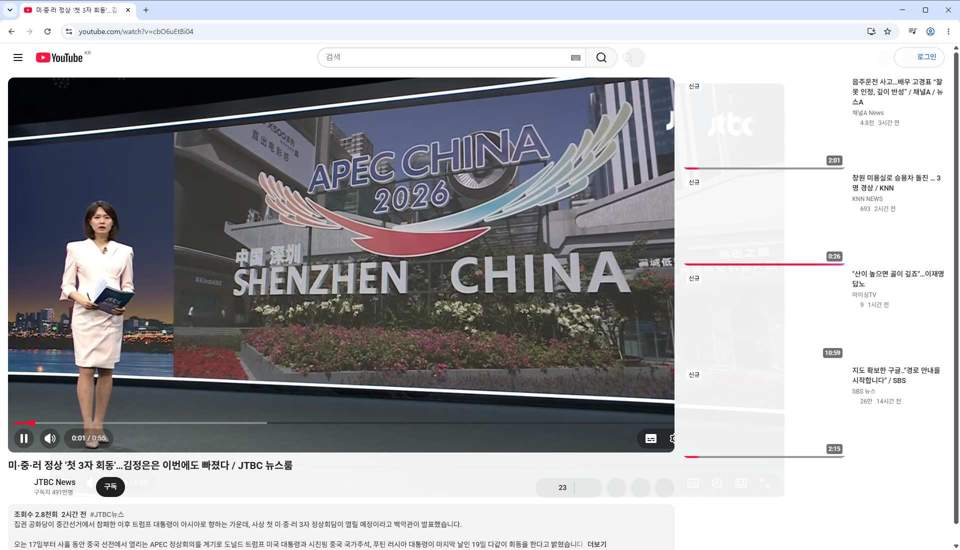 미·중·러 정상 '첫 3자 회동'...김
youtube.com/watch?v=cbO6uEtBi04
YouTube KR
검색
로그인
APEC CHINA
2026
中国 深圳
SHENZHEN CHINA
APEC
jtbc
0:01 / 0:55
미·중·러 정상 '첫 3자 회동'...김정은은 이번에도 빠졌다 / JTBC 뉴스룸
JTBC News
구독자 491만명
구독
23
조회수 2.8천회 2시간 전 #JTBC뉴스
집권 공화당이 중간선거에서 참패한 이후 트럼프 대통령이 아시아로 향하는 가운데, 사상 첫 미·중·러 3자 정상회담이 열릴 예정이라고 백악관이 발표했습니다.
오는 17일부터 사흘 동안 중국 선전에서 열리는 APEC 정상회의를 계기로 도널드 트럼프 미국 대통령과 시진핑 중국 국가주석, 푸틴 러시아 대통령이 마지막 날인 19일 다같이 회동을 한다고 밝혔습니다. 더보기
신규
2:01
음주운전 사고...배우 고경표 "잘
못 인정, 깊이 반성" / 채널A / 뉴
스A
채널A News
4.8천 3시간 전
신규
0:26
창원 미용실로 승용차 돌진 ... 3
명 경상 / KNN
KNN NEWS
693 2시간 전
신규
10:59
"산이 높으면 골이 깊죠"...이재명
답노
마이싱TV
9 1시간 전
신규
2:15
지도 확보한 구글.."경로 안내를
시작합니다" / SBS
SBS 뉴스
26만 14시간 전